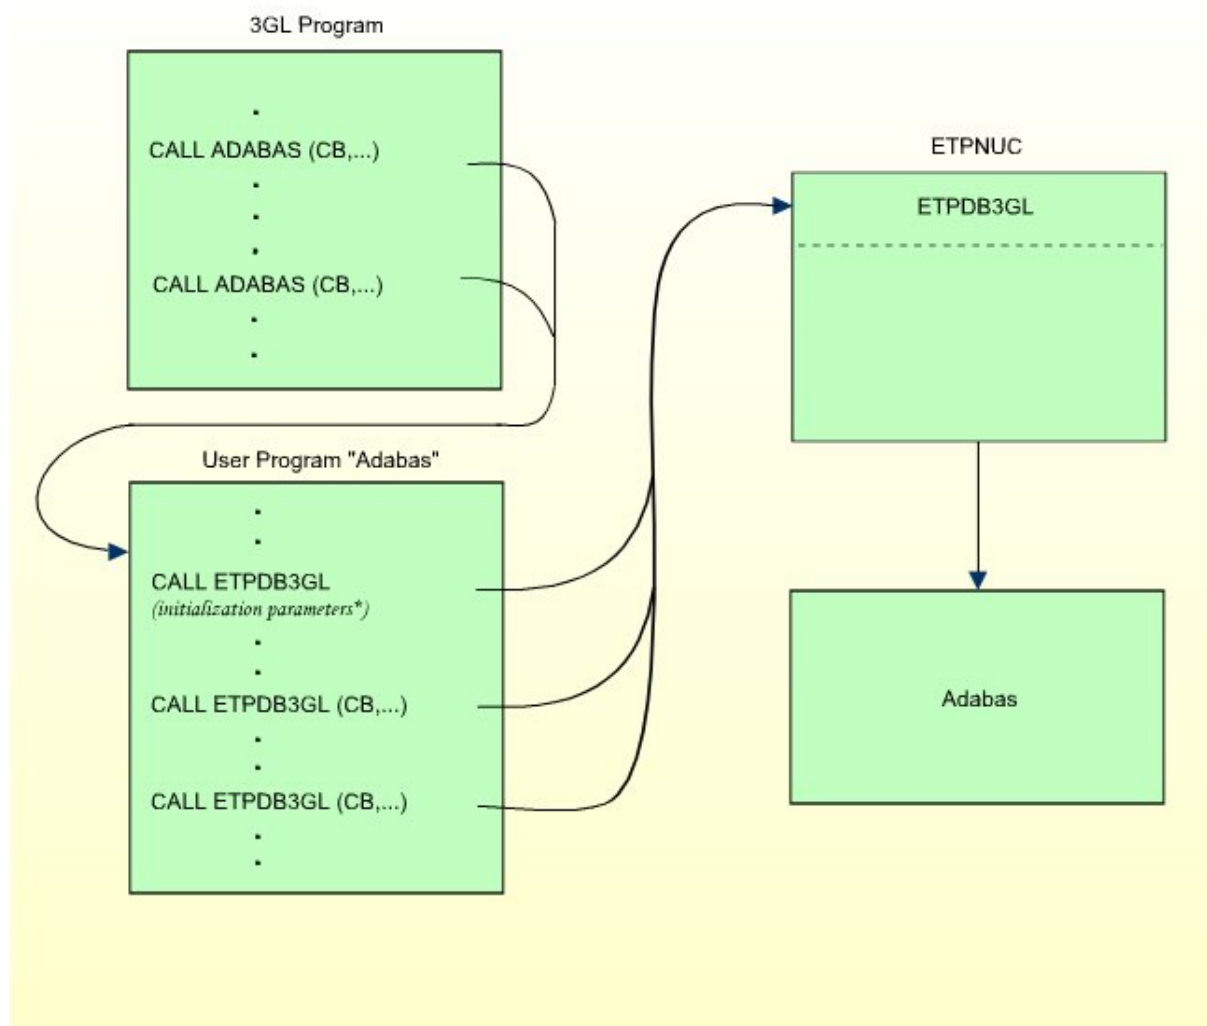 3GL Program
CALL ADABAS (CB,...)
CALL ADABAS (CB,...)
User Program "Adabas"
CALL ETPDB3GL
(initialization parameters*)
CALL ETPDB3GL (CB,...)
CALL ETPDB3GL (CB,...)
ETPNUC
ETPDB3GL
Adabas